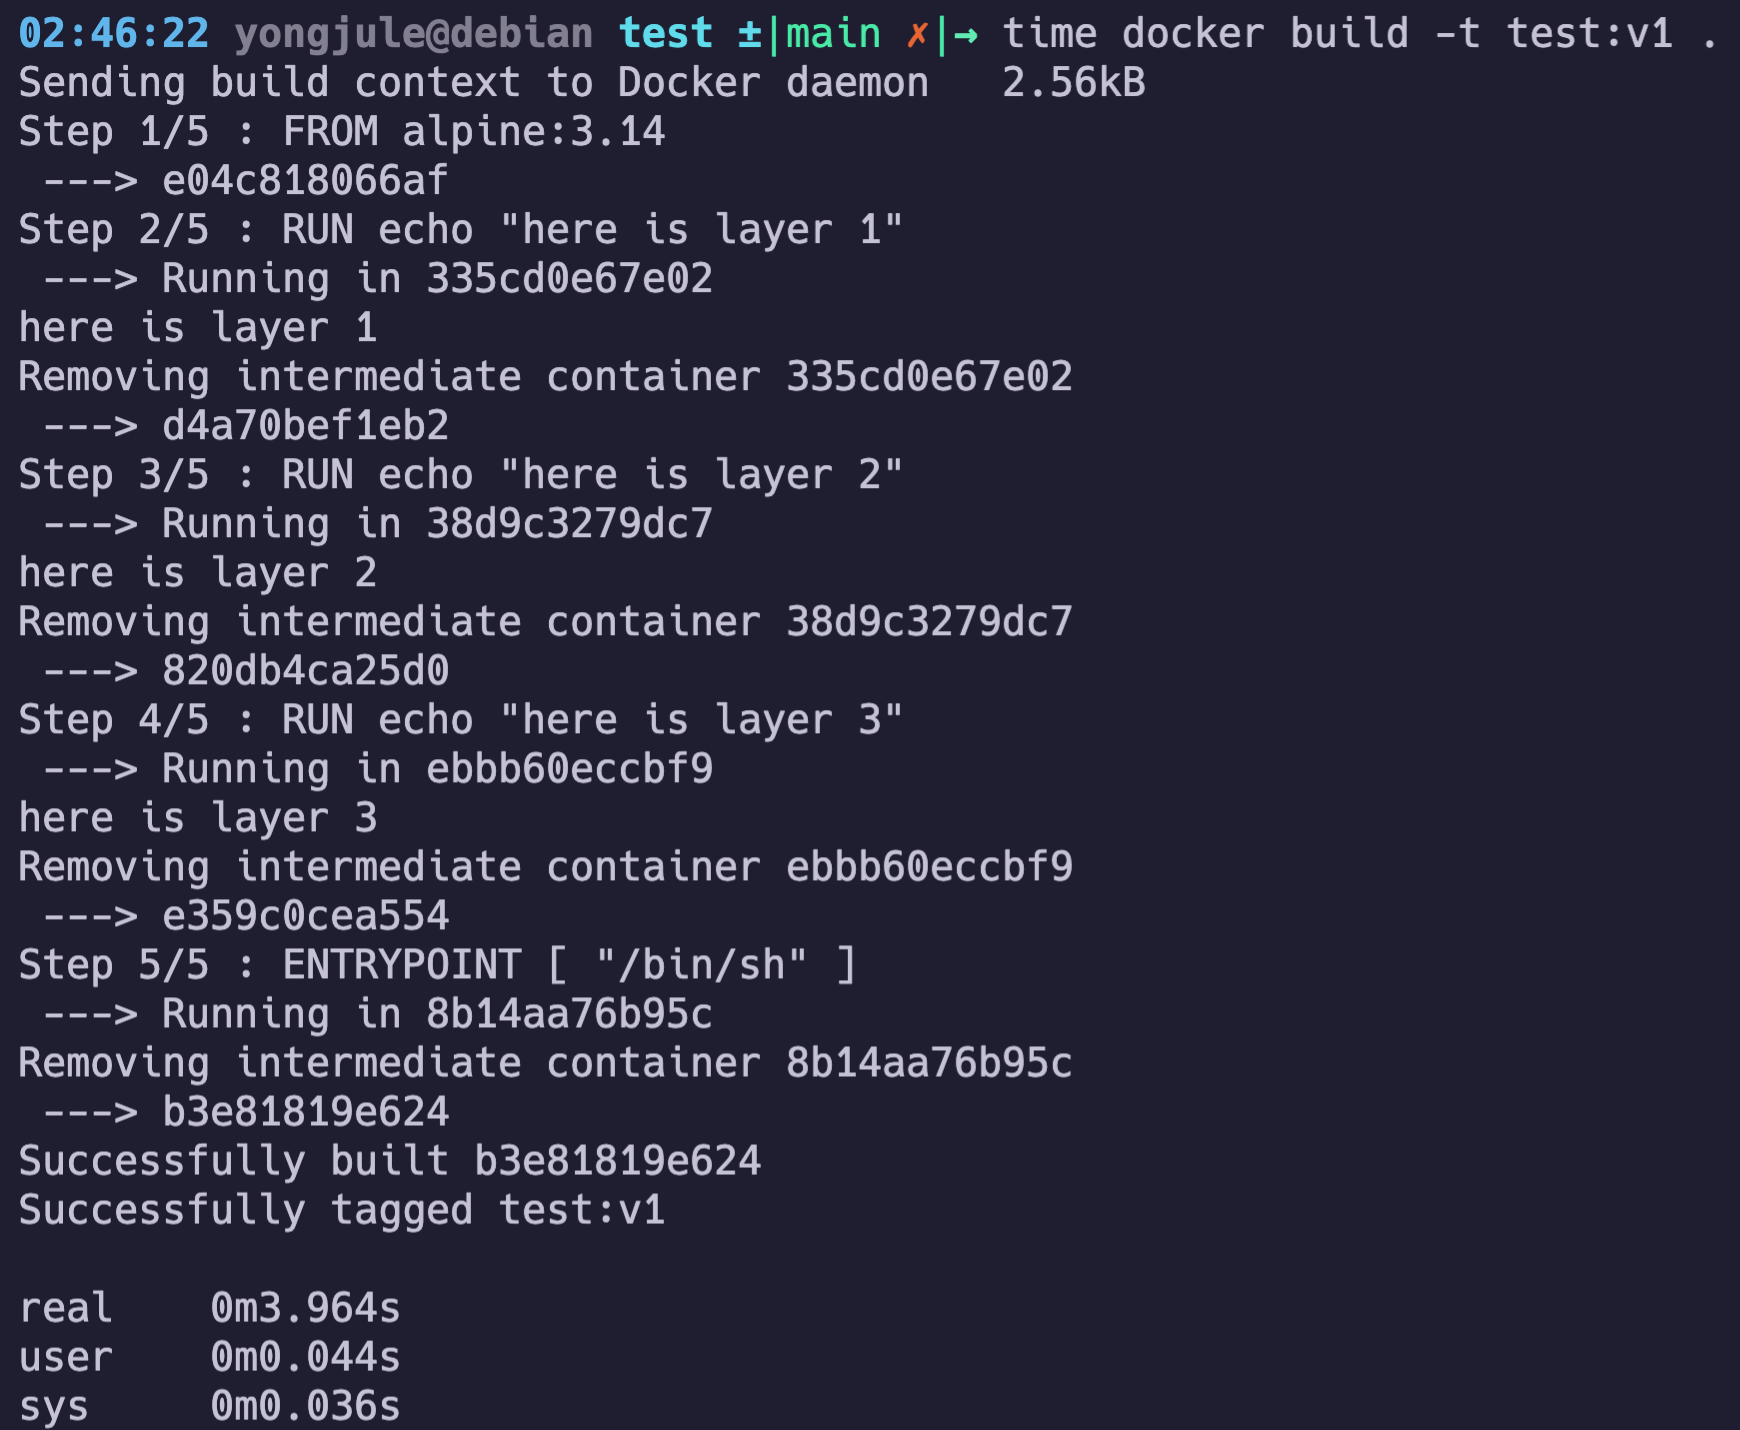 02:46:22 yongjule@debian test ±|main ✗|→ time docker build -t test:v1 .
Sending build context to Docker daemon   2.56kB
Step 1/5 : FROM alpine:3.14
 ---> e04c818066af
Step 2/5 : RUN echo "here is layer 1"
 ---> Running in 335cd0e67e02
here is layer 1
Removing intermediate container 335cd0e67e02
 ---> d4a70bef1eb2
Step 3/5 : RUN echo "here is layer 2"
 ---> Running in 38d9c3279dc7
here is layer 2
Removing intermediate container 38d9c3279dc7
 ---> 820db4ca25d0
Step 4/5 : RUN echo "here is layer 3"
 ---> Running in ebbb60eccbf9
here is layer 3
Removing intermediate container ebbb60eccbf9
 ---> e359c0cea554
Step 5/5 : ENTRYPOINT [ "/bin/sh" ]
 ---> Running in 8b14aa76b95c
Removing intermediate container 8b14aa76b95c
 ---> b3e81819e624
Successfully built b3e81819e624
Successfully tagged test:v1

real    0m3.964s
user    0m0.044s
sys     0m0.036s